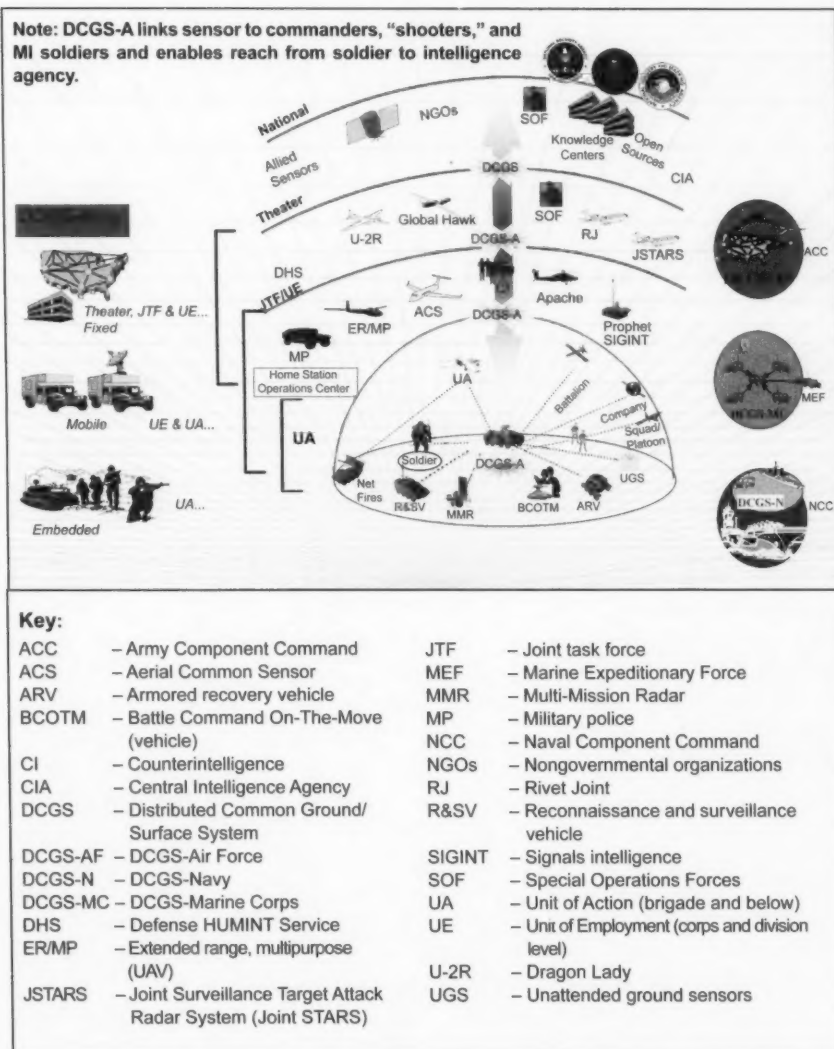 Note: DCGS-A links sensor to commanders, “shooters,” and
MI soldiers and enables reach from soldier to intelligence
agency.
National
NGOs
SOF
Allied
Sensors
Knowledge
Centers
Open
Sources
CIA
DCGS
Theater
U-2R
Global Hawk
SOF
RJ
JSTARS
DCGS-A
ACC
Theater, JTF & UE...
Fixed
DHS
JTF/UE
MP
ER/MP
ACS
Apache
Prophet
SIGINT
DCGS-A
Home Station
Operations Center
Mobile
UE & UA...
DCGS-MC
MEF
UA
UA
Battalion
Company
Squad/
Platoon
Soldier
DCGS-A
UGS
Net
Fires
R&SV
MMR
BCOTM
ARV
Embedded
UA...
DCGS-N
NCC
Key:
ACC – Army Component Command
ACS – Aerial Common Sensor
ARV – Armored recovery vehicle
BCOTM – Battle Command On-The-Move
(vehicle)
CI – Counterintelligence
CIA – Central Intelligence Agency
DCGS – Distributed Common Ground/
Surface System
DCGS-AF – DCGS-Air Force
DCGS-N – DCGS-Navy
DCGS-MC – DCGS-Marine Corps
DHS – Defense HUMINT Service
ER/MP – Extended range, multipurpose
(UAV)
JSTARS – Joint Surveillance Target Attack
Radar System (Joint STARS)
JTF – Joint task force
MEF – Marine Expeditionary Force
MMR – Multi-Mission Radar
MP – Military police
NCC – Naval Component Command
NGOs – Nongovernmental organizations
RJ – Rivet Joint
R&SV – Reconnaissance and surveillance
vehicle
SIGINT – Signals intelligence
SOF – Special Operations Forces
UA – Unit of Action (brigade and below)
UE – Unit of Employment (corps and division
level)
U-2R – Dragon Lady
UGS – Unattended ground sensors